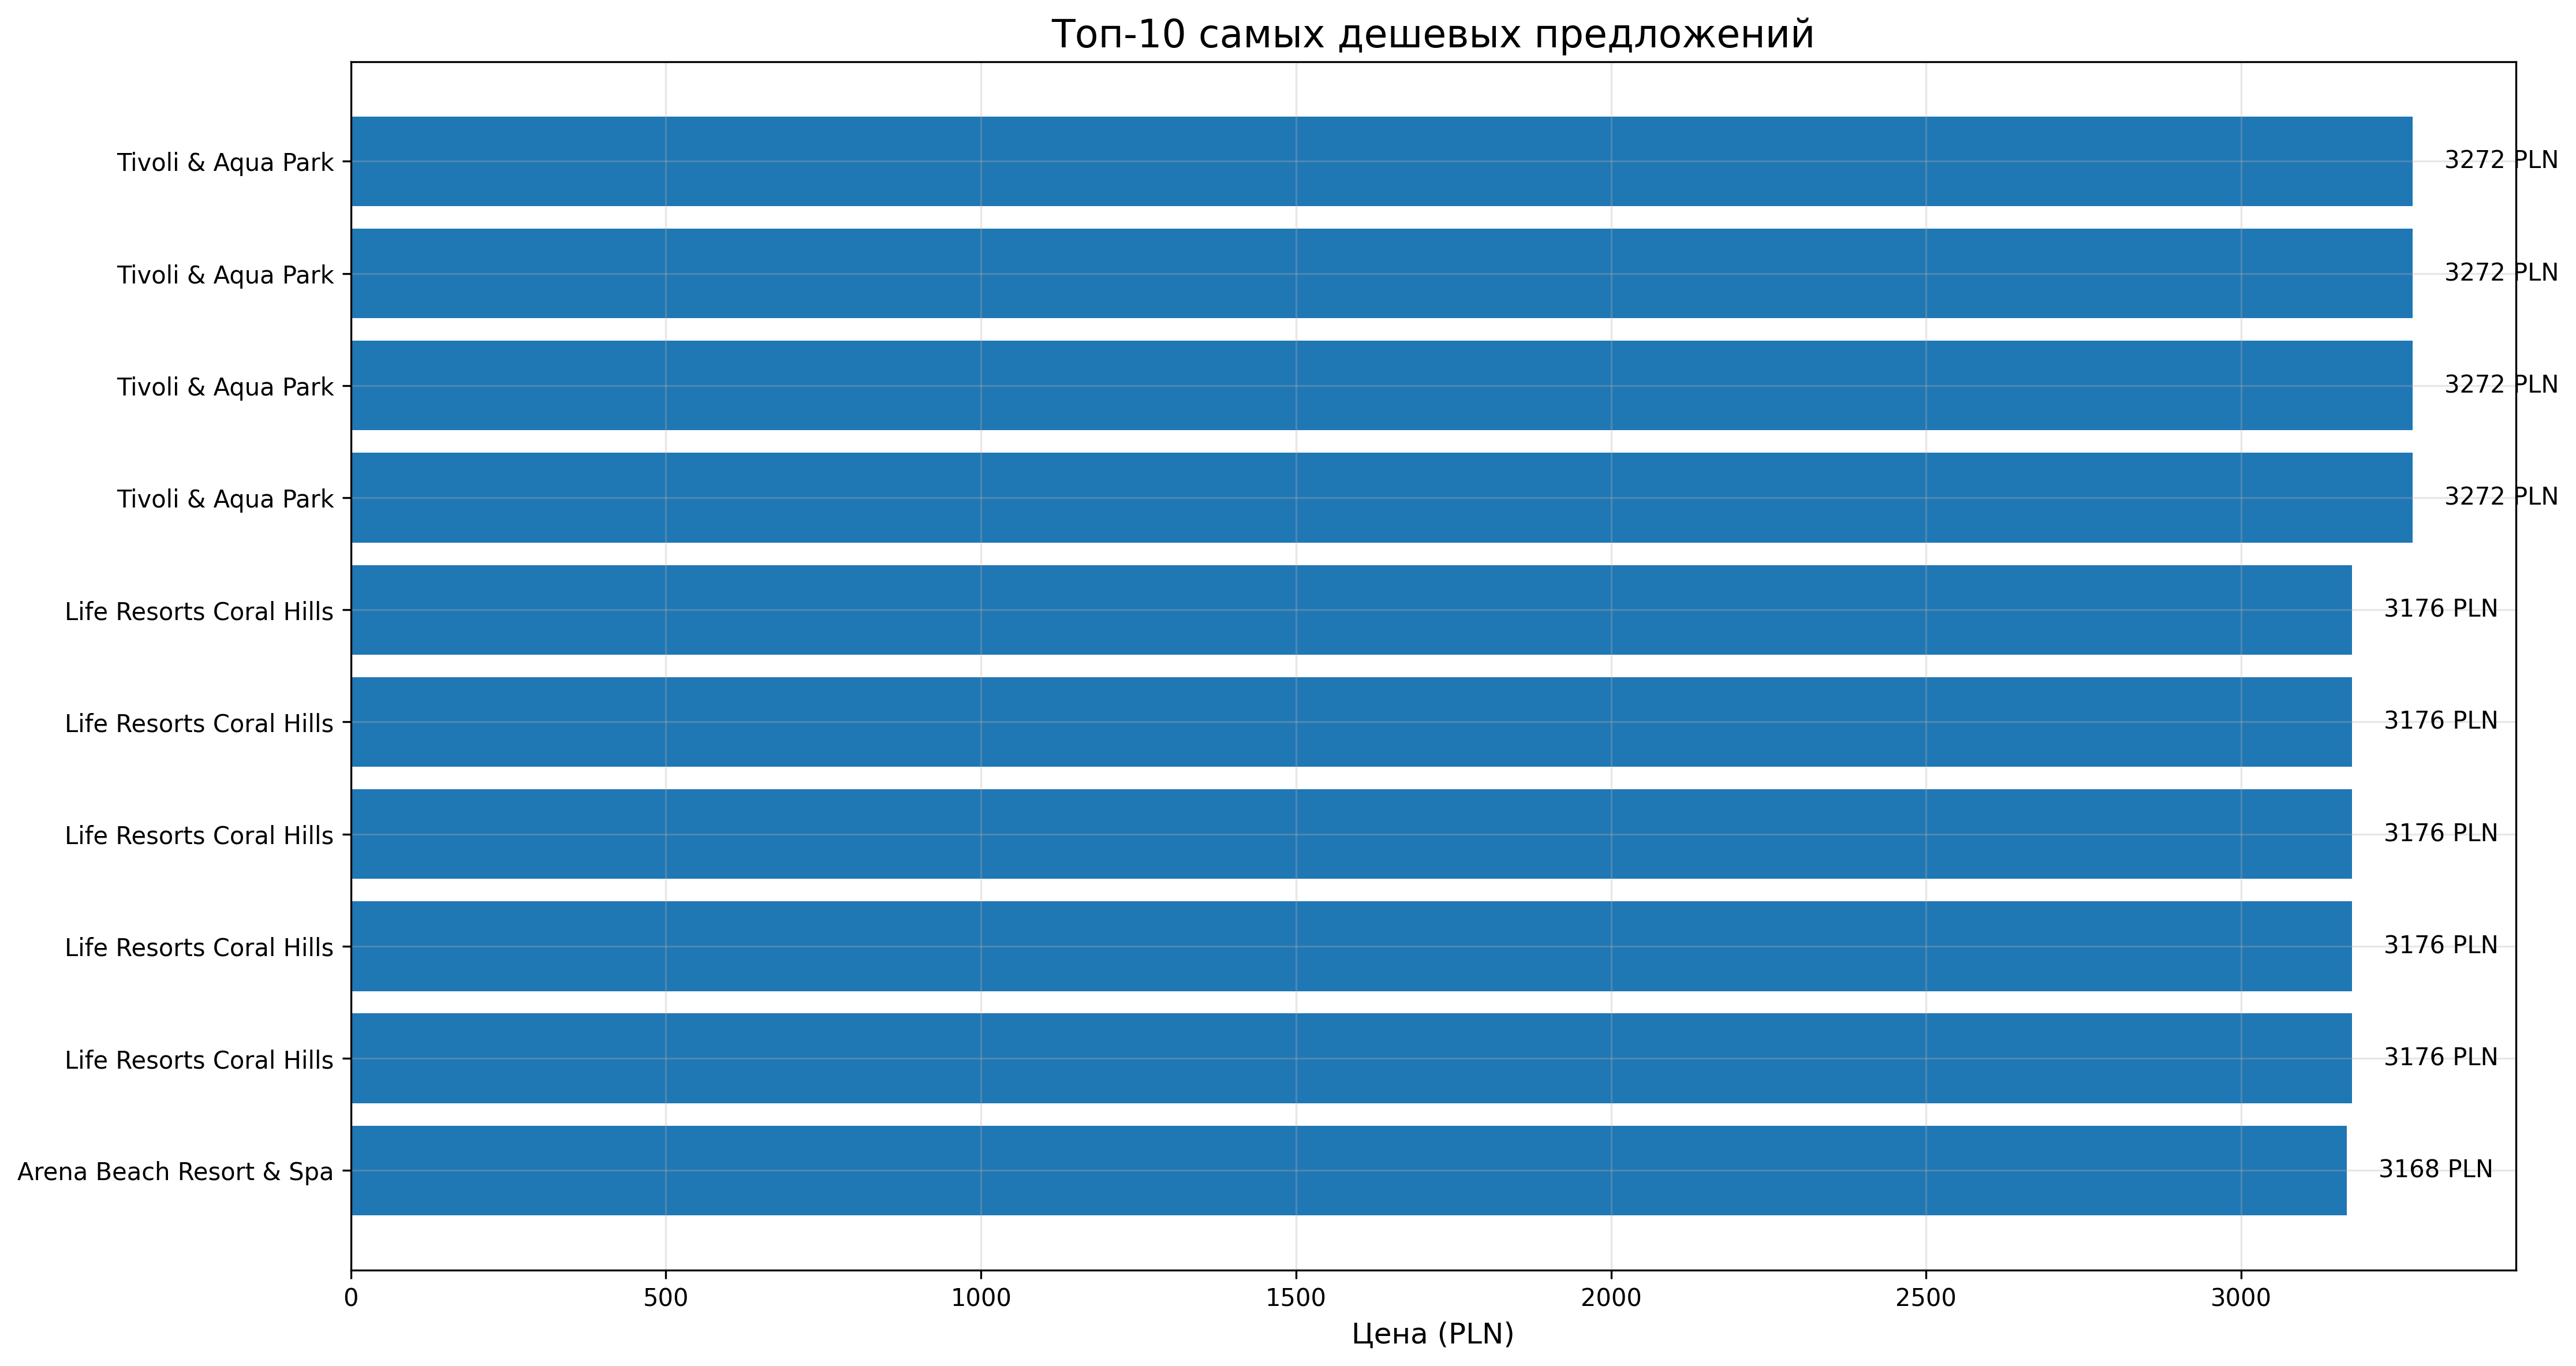 Топ-10 самых дешевых предложений
Tivoli & Aqua Park 3272 PLN
Tivoli & Aqua Park 3272 PLN
Tivoli & Aqua Park 3272 PLN
Tivoli & Aqua Park 3272 PLN
Life Resorts Coral Hills 3176 PLN
Life Resorts Coral Hills 3176 PLN
Life Resorts Coral Hills 3176 PLN
Life Resorts Coral Hills 3176 PLN
Life Resorts Coral Hills 3176 PLN
Arena Beach Resort & Spa 3168 PLN
0 500 1000 1500 2000 2500 3000
Цена (PLN)